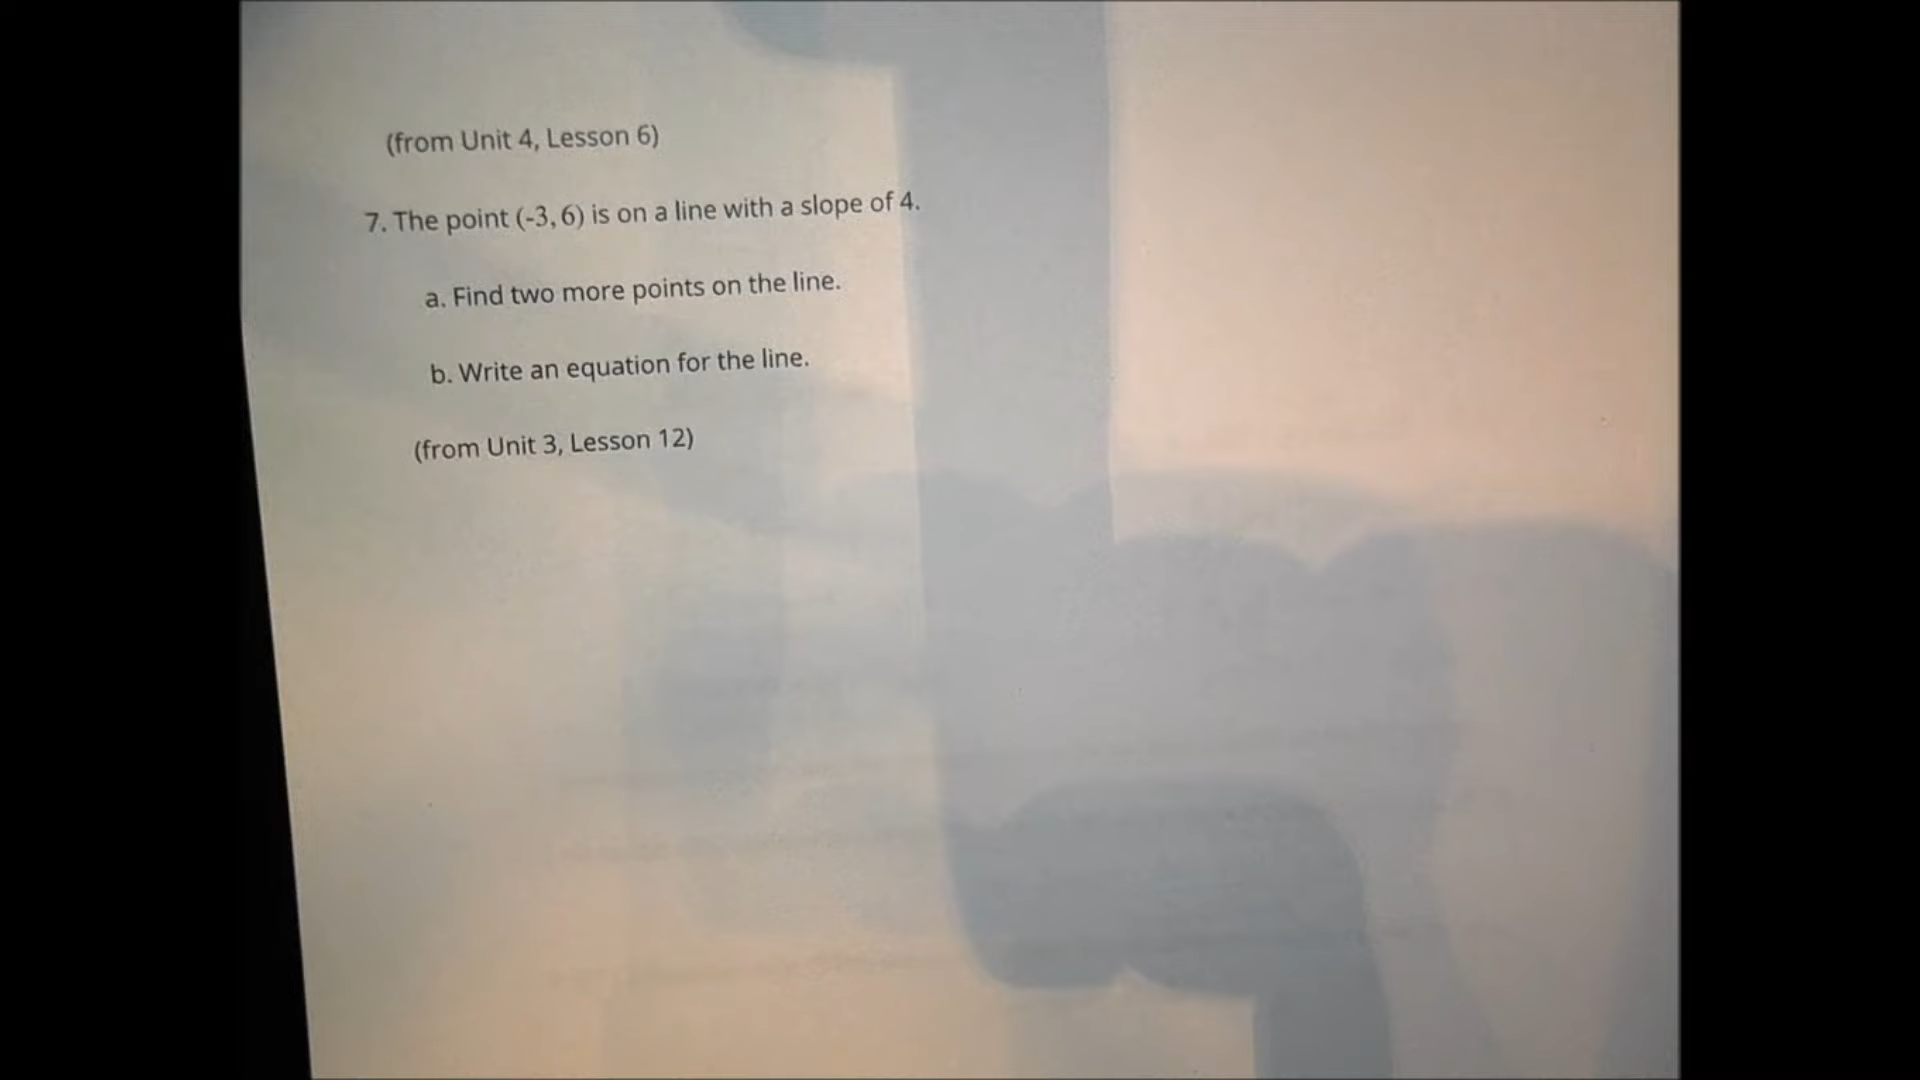 (from Unit 4, Lesson 6)
7. The point (-3, 6) is on a line with a slope of 4.
a. Find two more points on the line.
b. Write an equation for the line.
(from Unit 3, Lesson 12)